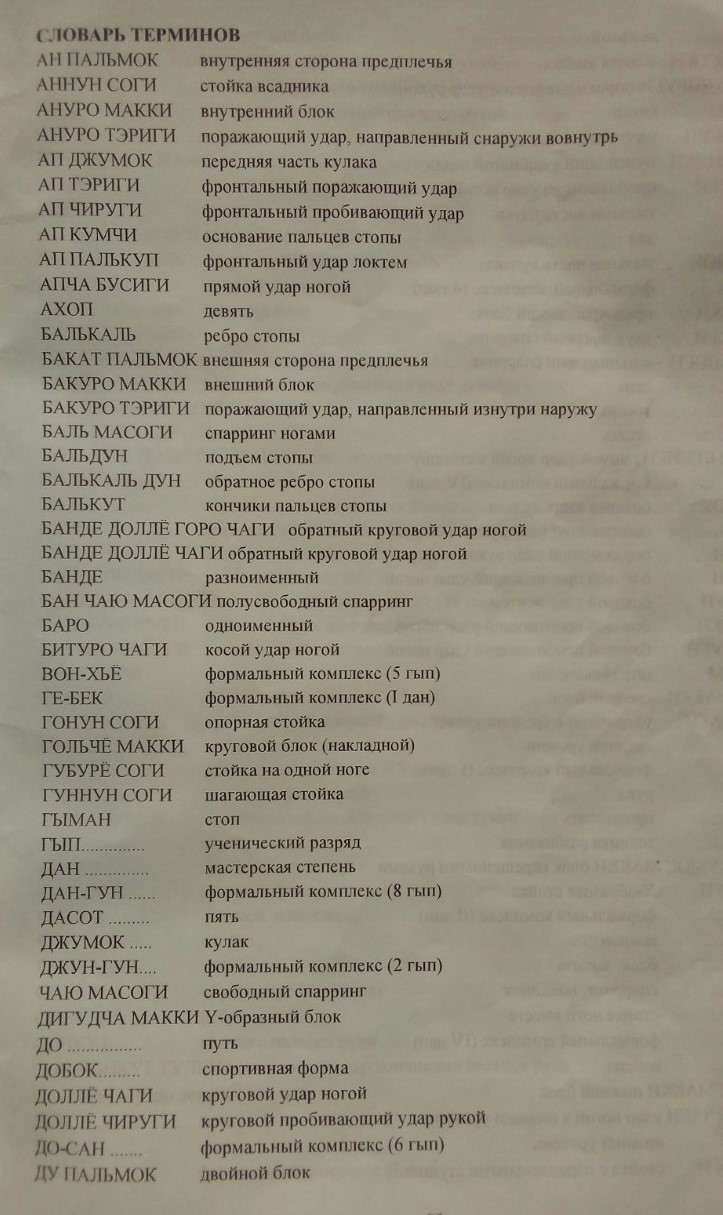 СЛОВАРЬ ТЕРМИНОВ
АН ПАЛЬМОК внутренняя сторона предплечья
АННУН СОГИ стойка всадника
АНУРО МАККИ внутренний блок
АНУРО ТЭРИГИ поражающий удар, направленный снаружи вовнутрь
АП ДЖУМОК передняя часть кулака
АП ТЭРИГИ фронтальный поражающий удар
АП ЧИРУГИ фронтальный пробивающий удар
АП КУМЧИ основание пальцев стопы
АП ПАЛЬКУП фронтальный удар локтем
АПЧА БУСИГИ прямой удар ногой
АХОП девять
БАЛЬКАЛЬ ребро стопы
БАКАТ ПАЛЬМОК внешняя сторона предплечья
БАКУРО МАККИ внешний блок
БАКУРО ТЭРИГИ поражающий удар, направленный изнутри наружу
БАЛЬ МАСОГИ спарринг ногами
БАЛЬДУН подъем стопы
БАЛЬКАЛЬ ДУН обратное ребро стопы
БАЛЬКУТ кончики пальцев стопы
БАНДЕ ДОЛЛЁ ГОРО ЧАГИ обратный круговой удар ногой
БАНДЕ ДОЛЛЁ ЧАГИ обратный круговой удар ногой
БАНДЕ разноименный
БАН ЧАЮ МАСОГИ полусвободный спарринг
БАРО одноименный
БИТУРО ЧАГИ косой удар ногой
ВОН-ХЪЁ формальный комплекс (5 гып)
ГЕ-БЕК формальный комплекс (I дан)
ГОНУН СОГИ опорная стойка
ГОЛЬЧЁ МАККИ круговой блок (накладной)
ГУБУРЁ СОГИ стойка на одной ноге
ГУННУН СОГИ шагающая стойка
ГЫМАН стоп
ГЫП.............. ученический разряд
ДАН .............. мастерская степень
ДАН-ГУН ...... формальный комплекс (8 гып)
ДАСОТ ......... пять
ДЖУМОК ..... кулак
ДЖУН-ГУН.... формальный комплекс (2 гып)
ЧАЮ МАСОГИ свободный спарринг
ДИГУДЧА МАККИ Y-образный блок
ДО ................ путь
ДОБОК......... спортивная форма
ДОЛЛЁ ЧАГИ круговой удар ногой
ДОЛЛЁ ЧИРУГИ круговой пробивающий удар рукой
ДО-САН ....... формальный комплекс (6 гып)
ДУ ПАЛЬМОК двойной блок